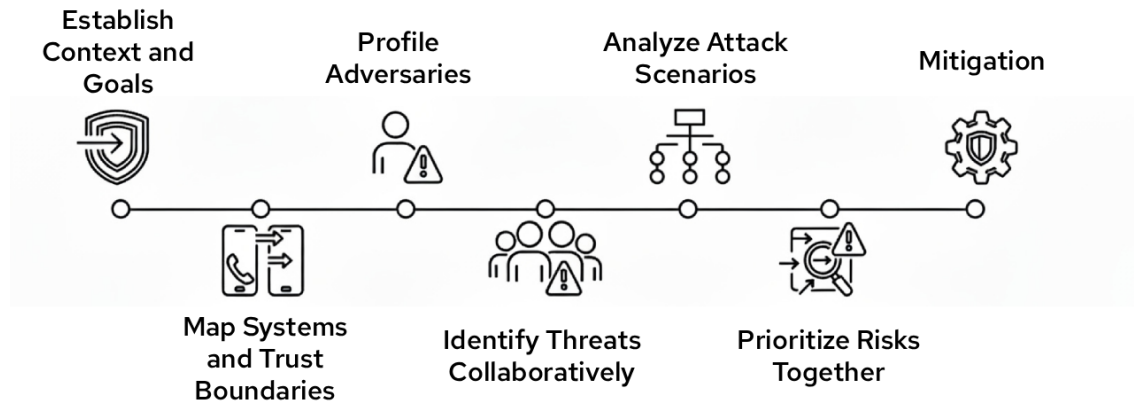 Establish
Context and
Goals
Map Systems
and Trust
Boundaries
Profile
Adversaries
Identify Threats
Collaboratively
Analyze Attack
Scenarios
Prioritize Risks
Together
Mitigation